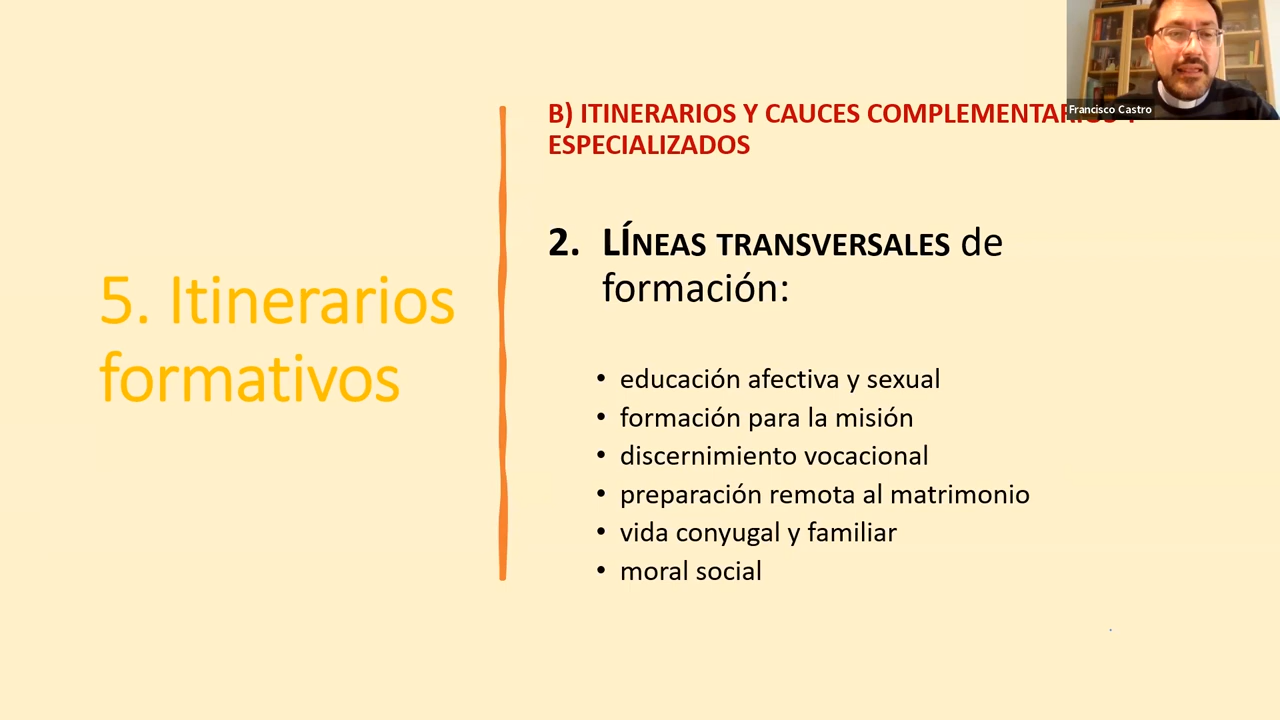 Francisco Castro
B) ITINERARIOS Y CAUCES COMPLEMENTARIOS Y
ESPECIALIZADOS
2. LÍNEAS TRANSVERSALES de
formación:
5. Itinerarios
formativos
• educación afectiva y sexual
• formación para la misión
• discernimiento vocacional
• preparación remota al matrimonio
• vida conyugal y familiar
• moral social